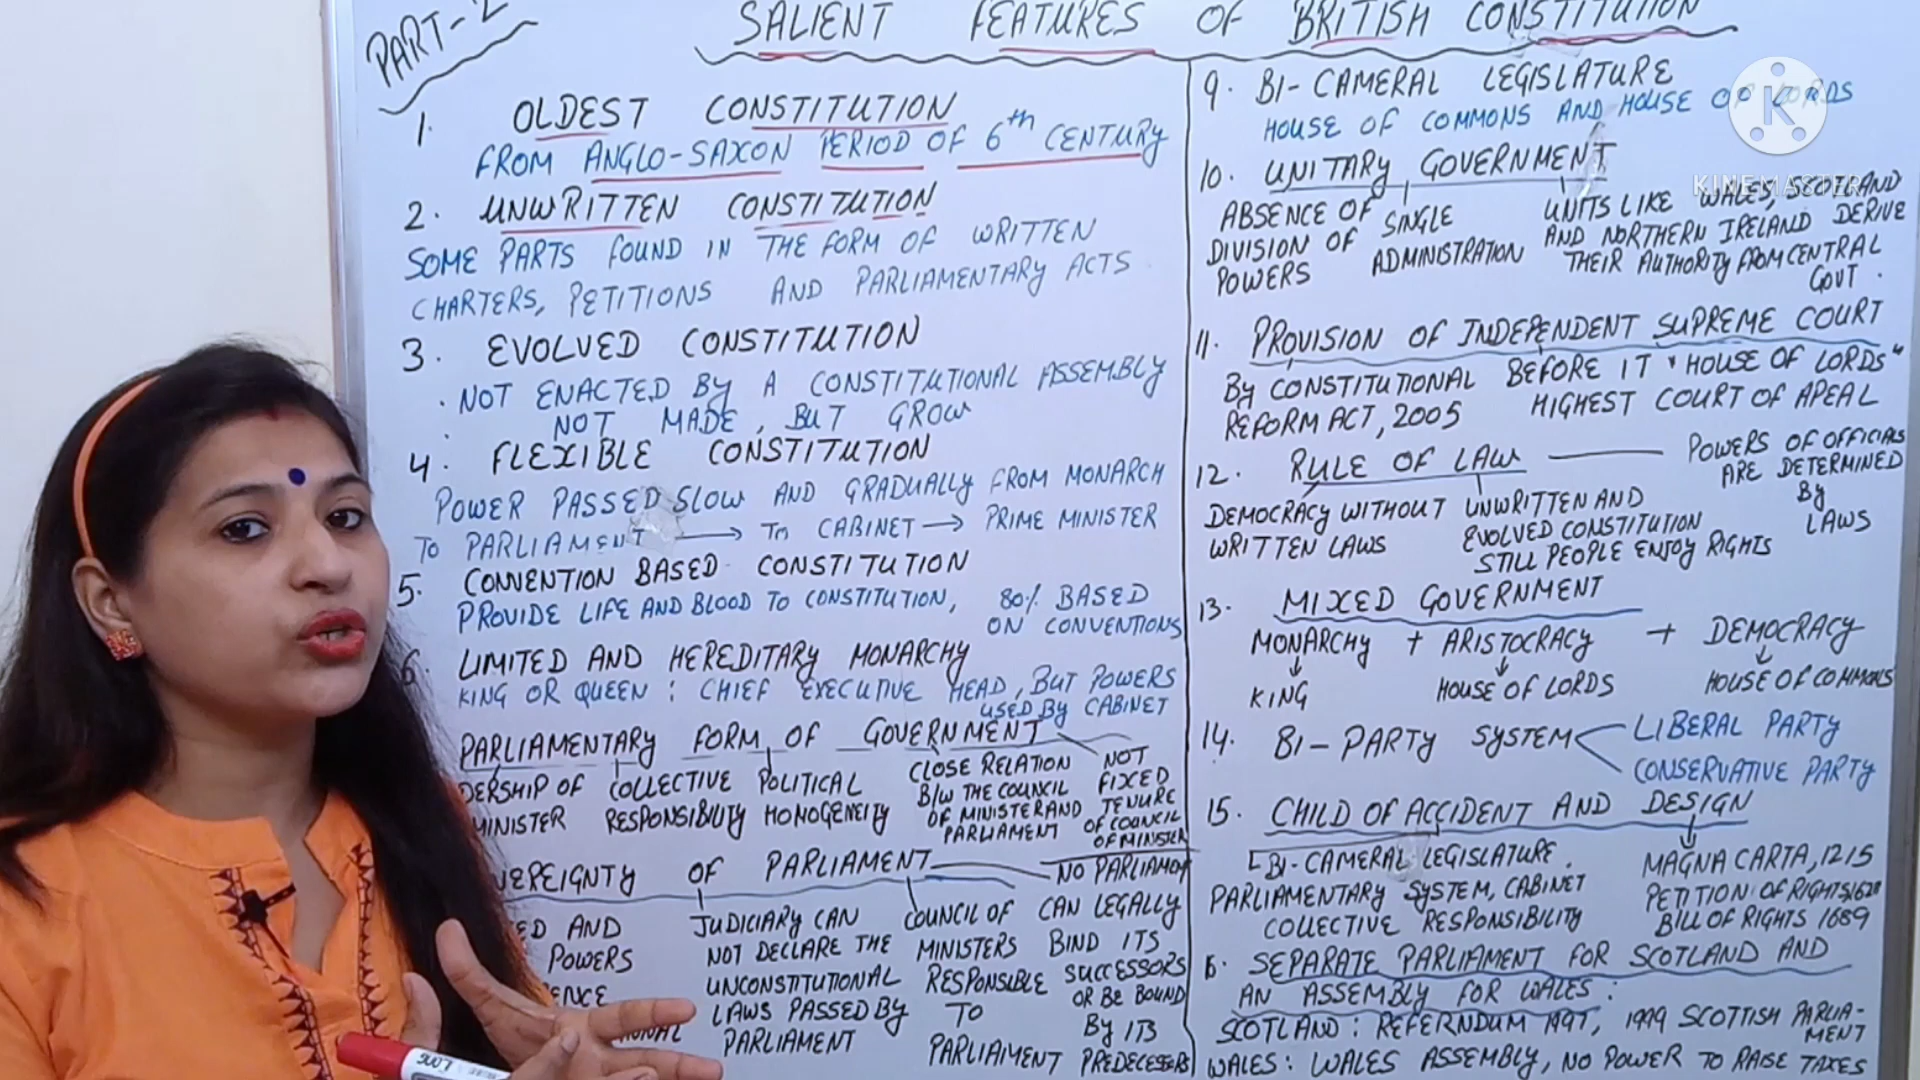 PART-2
SALIENT FEATURES OF BRITISH CONSTITUTION
1. OLDEST CONSTITUTION
FROM ANGLO-SAXON PERIOD OF 6th CENTURY
2. UNWRITTEN CONSTITUTION
SOME PARTS FOUND IN THE FORM OF WRITTEN
CHARTERS, PETITIONS AND PARLIAMENTARY ACTS
3. EVOLVED CONSTITUTION
. NOT ENACTED BY A CONSTITUTIONAL ASSEMBLY
. NOT MADE, BUT GROW
4. FLEXIBLE CONSTITUTION
POWER PASSED SLOW AND GRADUALLY FROM MONARCH
TO PARLIAMENT → TO CABINET → PRIME MINISTER
5. CONVENTION BASED CONSTITUTION
PROVIDE LIFE AND BLOOD TO CONSTITUTION, 80% BASED
ON CONVENTIONS
6 LIMITED AND HEREDITARY MONARCHY
KING OR QUEEN : CHIEF EXECUTIVE HEAD, BUT POWERS
USED BY CABINET
PARLIAMENTARY FORM OF GOVERNMENT
DERSHIP OF
MINISTER
COLLECTIVE
RESPONSIBILITY
POLITICAL
HOMOGENEITY
CLOSE RELATION
B/W THE COUNCIL
OF MINISTER AND
PARLIAMENT
NOT
FIXED
TENURE
OF COUNCIL
OF MINISTER
EREIGNTY OF PARLIAMENT
ED AND
POWERS
ENCE
IONAL
JUDICIARY CAN
NOT DECLARE THE
UNCONSTITUTIONAL
LAWS PASSED BY
PARLIAMENT
COUNCIL OF
MINISTERS
RESPONSIBLE
TO
PARLIAMENT
NO PARLIAMENT
CAN LEGALLY
BIND ITS
SUCCESSORS
OR BE BOUND
BY ITS
PREDECESSERS
9. BI-CAMERAL LEGISLATURE
HOUSE OF COMMONS AND HOUSE OF LORDS
10. UNITARY GOVERNMENT
ABSENCE OF
DIVISION OF
POWERS
SINGLE
ADMINISTRATION
UNITS LIKE WALES, SCOTLAND
AND NORTHERN IRELAND DERIVE
THEIR AUTHORITY FROM CENTRAL
GOVT.
11. PROVISION OF INDEPENDENT SUPREME COURT
BY CONSTITUTIONAL
REFORM ACT, 2005
BEFORE IT "HOUSE OF LORDS"
HIGHEST COURT OF APEAL
12. RULE OF LAW
POWERS OF OFFICIALS
ARE DETERMINED
BY
LAWS
DEMOCRACY WITHOUT
WRITTEN LAWS
UNWRITTEN AND
EVOLVED CONSTITUTION
STILL PEOPLE ENJOY RIGHTS
13. MIXED GOVERNMENT
MONARCHY + ARISTOCRACY + DEMOCRACY
KING HOUSE OF LORDS HOUSE OF COMMONS
14. BI-PARTY SYSTEM
LIBERAL PARTY
CONSERVATIVE PARTY
15. CHILD OF ACCIDENT AND DESIGN
BI-CAMERAL LEGISLATURE.
PARLIAMENTARY SYSTEM, CABINET
COLLECTIVE RESPONSIBILITY
MAGNA CARTA, 1215
PETITION OF RIGHTS, 1628
BILL OF RIGHTS 1689
6. SEPARATE PARLIAMENT FOR SCOTLAND AND
AN ASSEMBLY FOR WALES :
SCOTLAND : REFERNDUM 1997, 1999 SCOTTISH PARLIA-
MENT
WALES : WALES ASSEMBLY, NO POWER TO RAISE TAXES
K
KINEMASTER